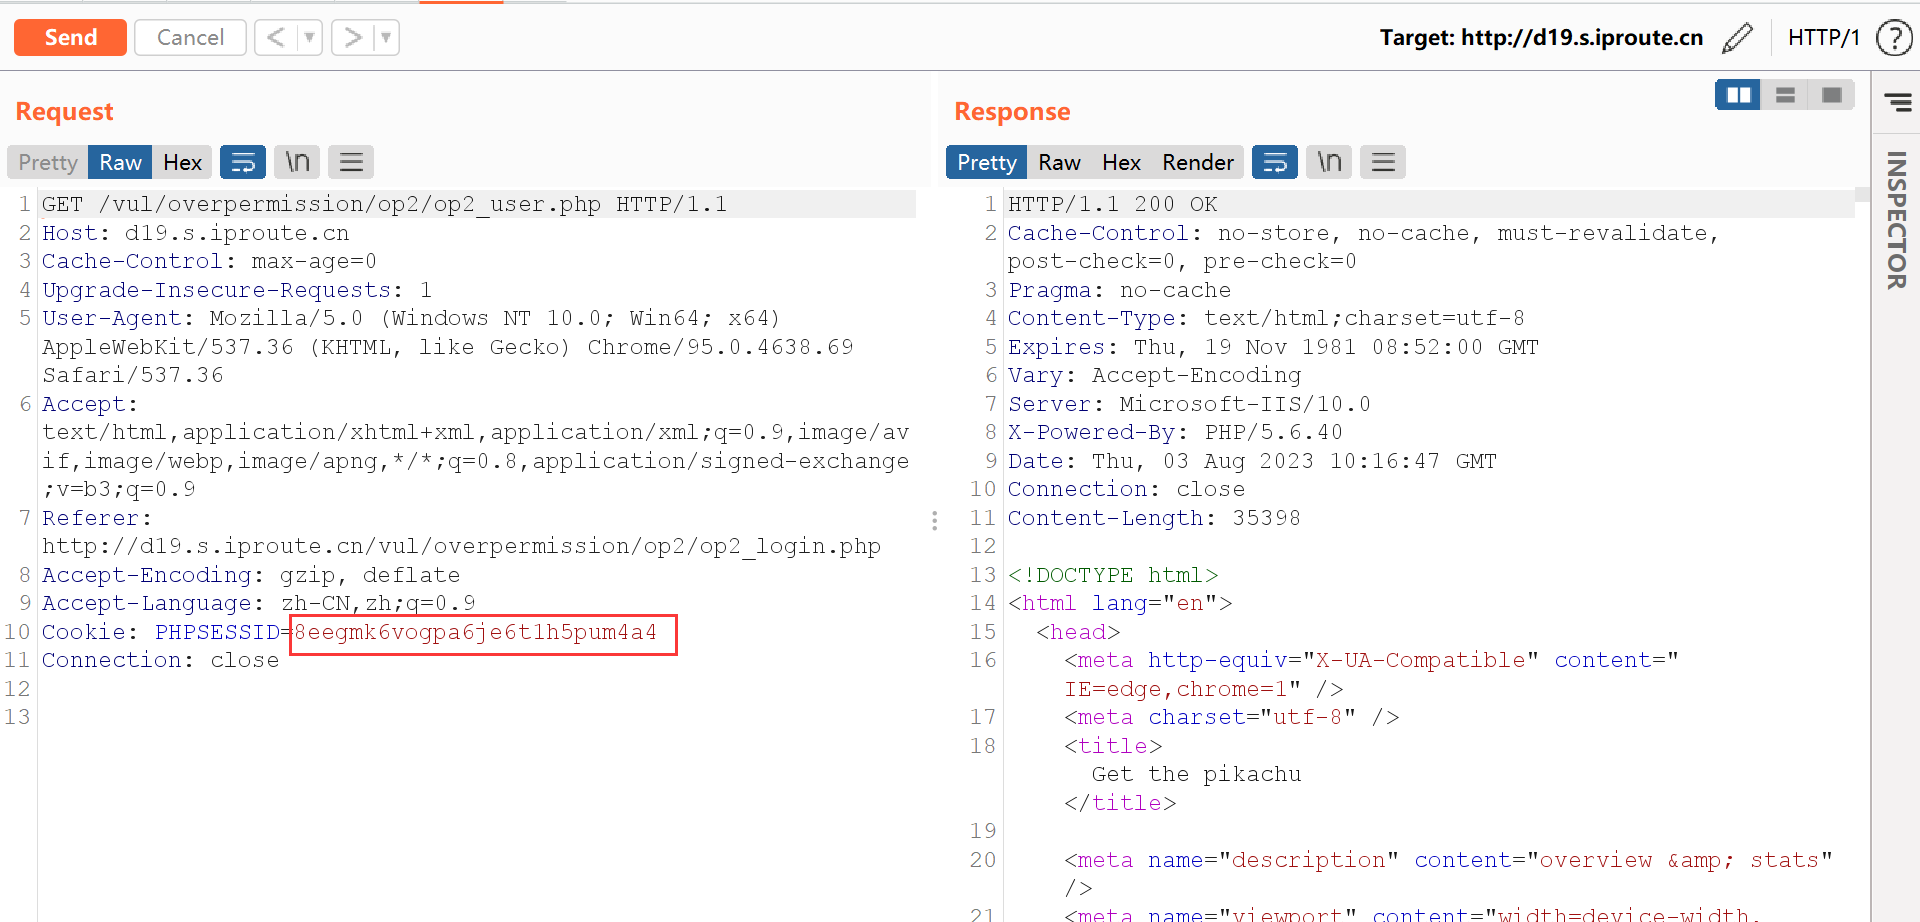 Send Cancel < ▼ > ▼ Target: http://d19.s.iproute.cn HTTP/1 ?
Request
Pretty Raw Hex \n
1 GET /vul/overpermission/op2/op2_user.php HTTP/1.1
2 Host: d19.s.iproute.cn
3 Cache-Control: max-age=0
4 Upgrade-Insecure-Requests: 1
5 User-Agent: Mozilla/5.0 (Windows NT 10.0; Win64; x64)
AppleWebKit/537.36 (KHTML, like Gecko) Chrome/95.0.4638.69
Safari/537.36
6 Accept:
text/html,application/xhtml+xml,application/xml;q=0.9,image/av
if,image/webp,image/apng,*/*;q=0.8,application/signed-exchange
;v=b3;q=0.9
7 Referer:
http://d19.s.iproute.cn/vul/overpermission/op2/op2_login.php
8 Accept-Encoding: gzip, deflate
9 Accept-Language: zh-CN,zh;q=0.9
10 Cookie: PHPSESSID=8eegmk6vogpa6je6t1h5pum4a4
11 Connection: close
12
13
Response
Pretty Raw Hex Render \n
1 HTTP/1.1 200 OK
2 Cache-Control: no-store, no-cache, must-revalidate,
post-check=0, pre-check=0
3 Pragma: no-cache
4 Content-Type: text/html;charset=utf-8
5 Expires: Thu, 19 Nov 1981 08:52:00 GMT
6 Vary: Accept-Encoding
7 Server: Microsoft-IIS/10.0
8 X-Powered-By: PHP/5.6.40
9 Date: Thu, 03 Aug 2023 10:16:47 GMT
10 Connection: close
11 Content-Length: 35398
12
13 <!DOCTYPE html>
14 <html lang="en">
15 <head>
16 <meta http-equiv="X-UA-Compatible" content="
IE=edge,chrome=1" />
17 <meta charset="utf-8" />
18 <title>
Get the pikachu
</title>
19
20 <meta name="description" content="overview &amp; stats"
/>
21 <meta name="viewport" content="width=device-width,
INSPECTOR